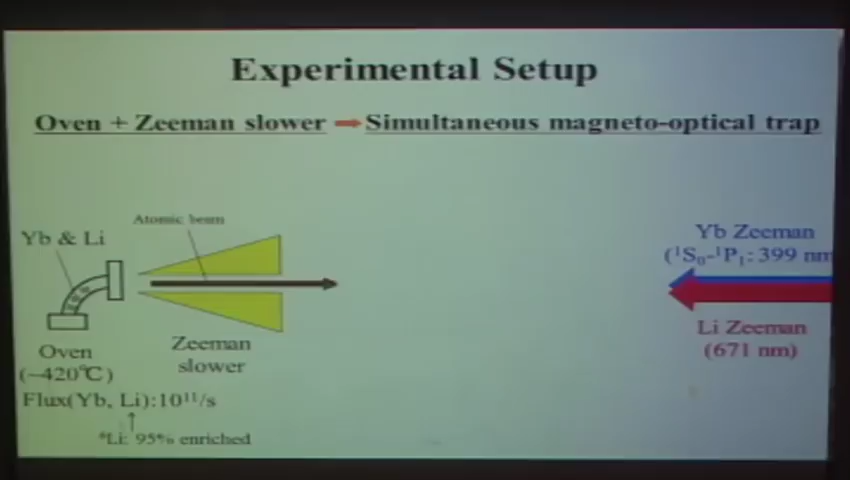 Experimental Setup
Oven + Zeeman slower ➡ Simultaneous magneto-optical trap
Atomic beam
Yb & Li
Yb Zeeman
(¹S₀-¹P₁: 399 nm
Li Zeeman
(671 nm)
Zeeman
slower
Oven
(~420℃)
Flux(Yb, Li):10¹¹/s
Li: 95% enriched